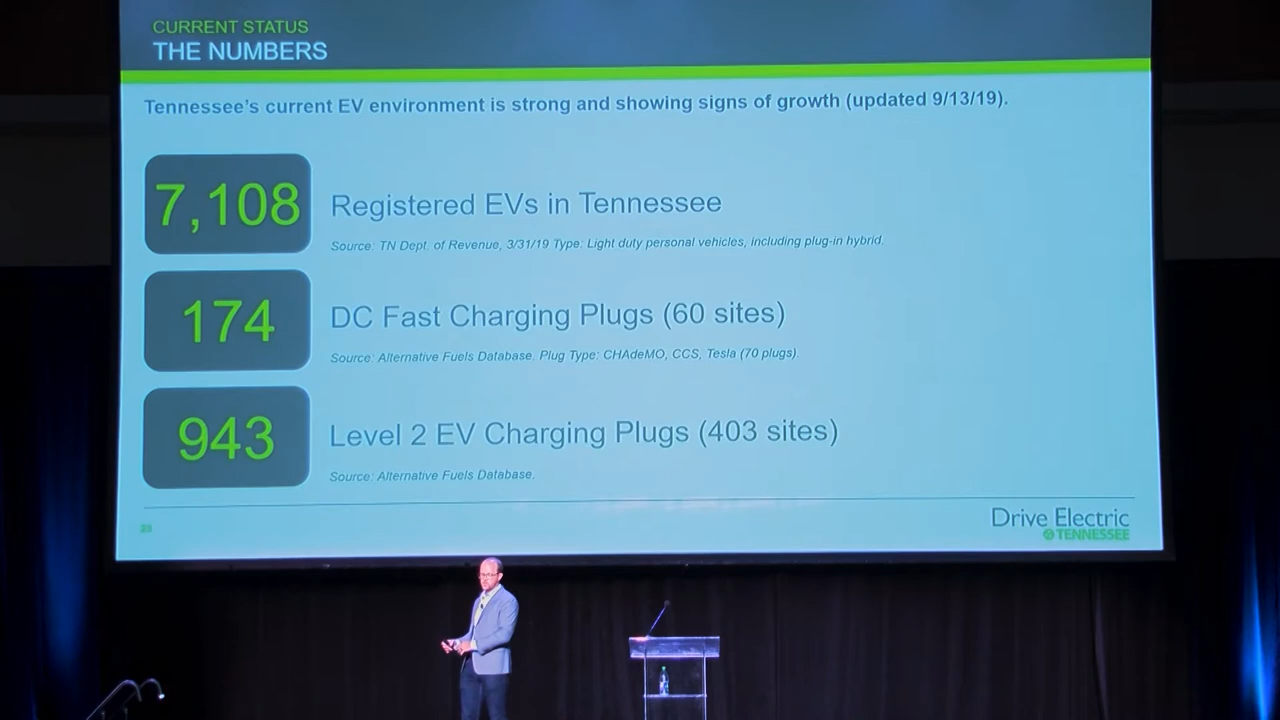 CURRENT STATUS
THE NUMBERS
Tennessee's current EV environment is strong and showing signs of growth (updated 9/13/19).
7,108
Registered EVs in Tennessee
Source: TN Dept. of Revenue, 3/31/19 Type: Light duty personal vehicles, including plug-in hybrid.
174
DC Fast Charging Plugs (60 sites)
Source: Alternative Fuels Database. Plug Type: CHAdeMO, CCS, Tesla (70 plugs).
943
Level 2 EV Charging Plugs (403 sites)
Source: Alternative Fuels Database.
23
Drive Electric
TENNESSEE